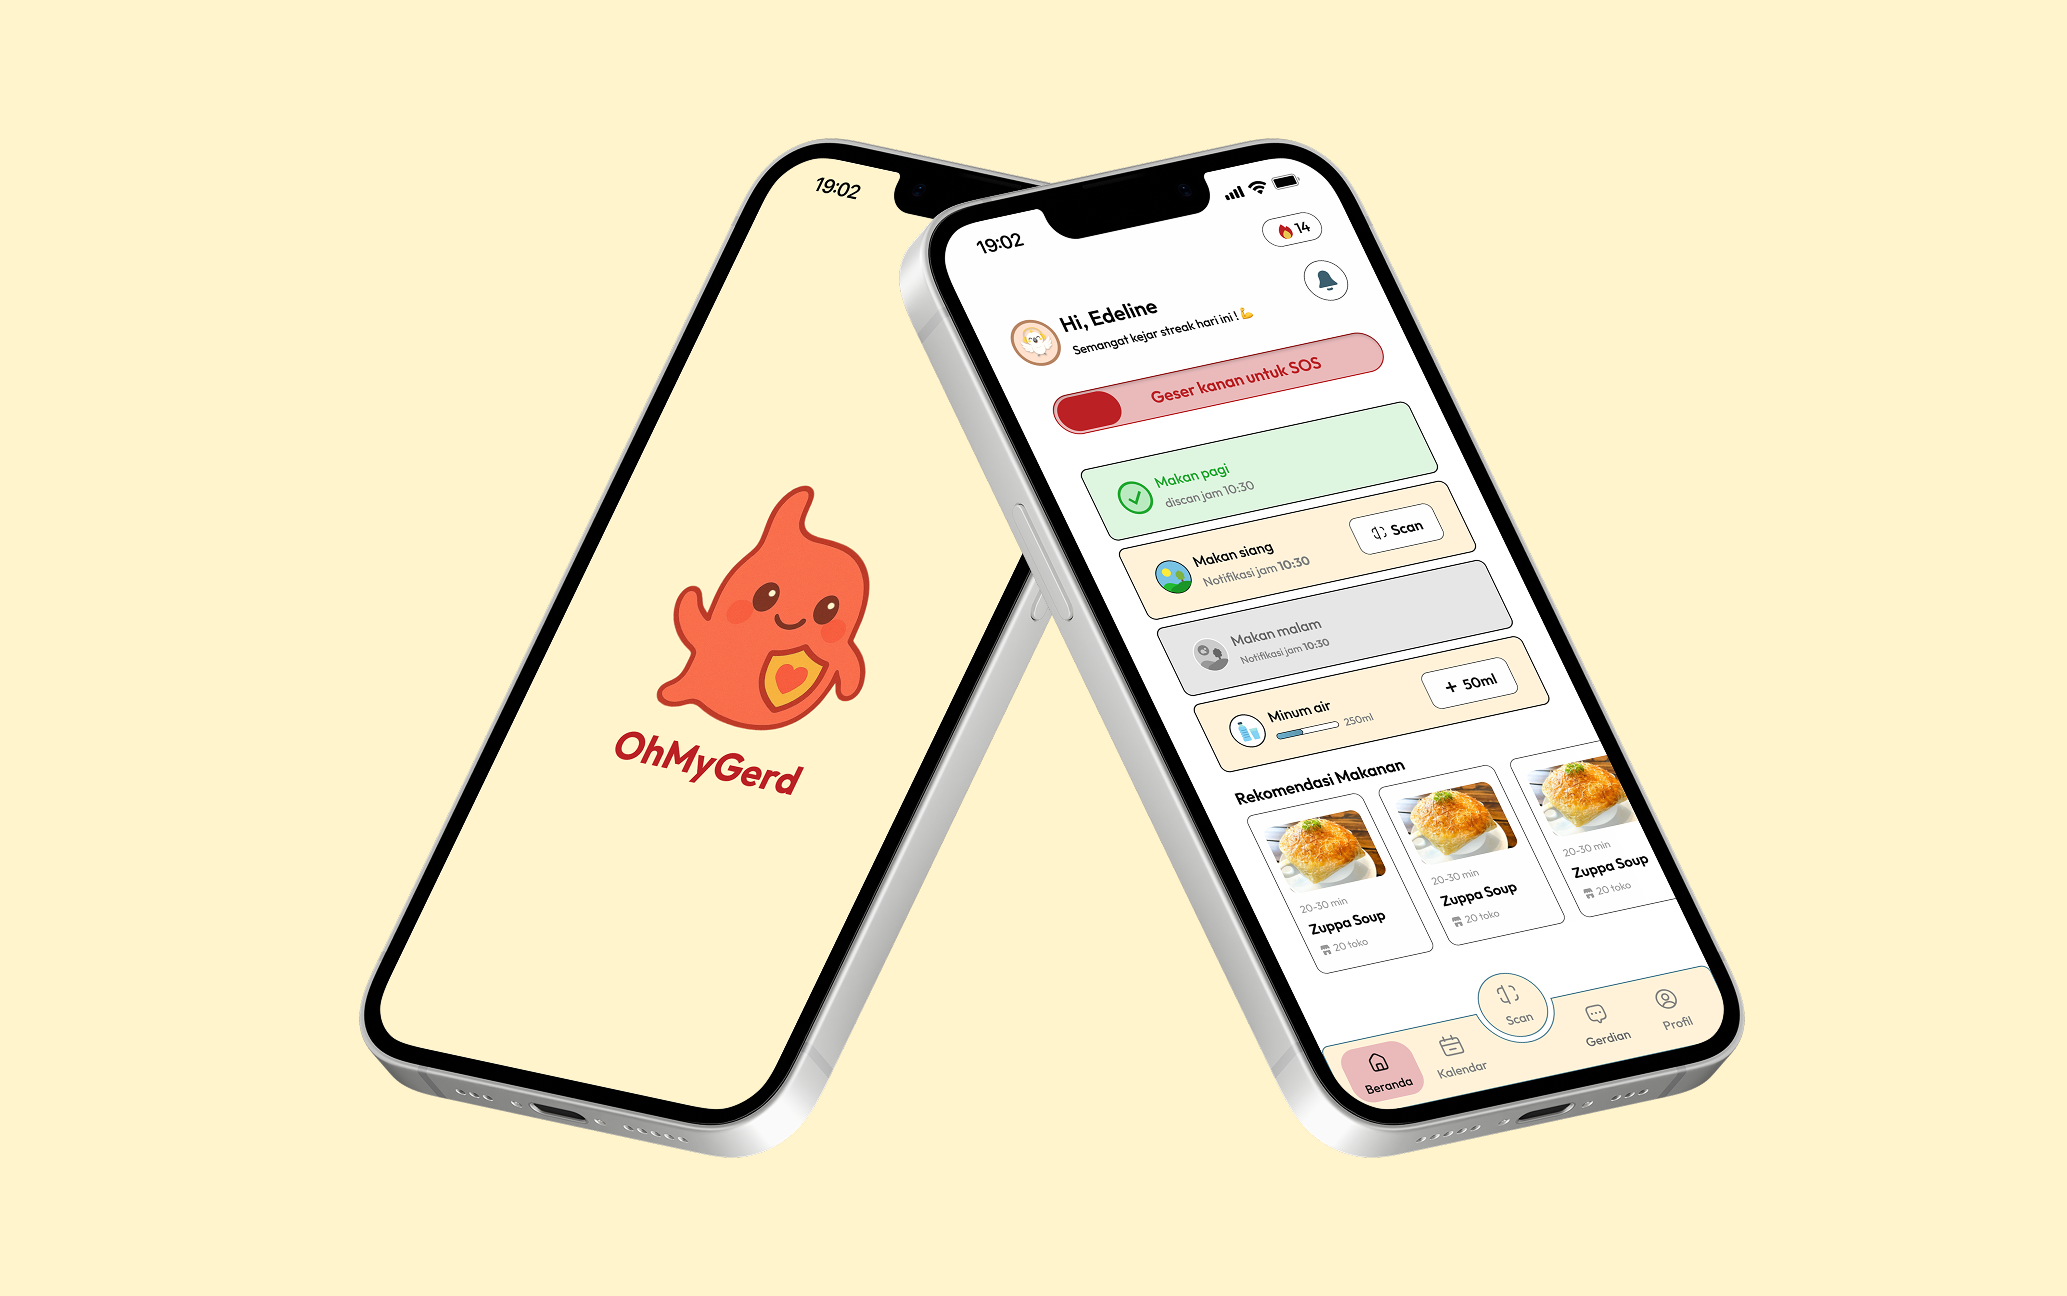 19:02
OhMyGerd
19:02
14
Hi, Edeline
Semangat kejar streak hari ini ! 💪
Geser kanan untuk SOS
Makan pagi
discan jam 10:30
Makan siang
Notifikasi jam 10:30
Scan
Makan malam
Notifikasi jam 10:30
Minum air
250ml
+ 50ml
Rekomendasi Makanan
20-30 min
Zuppa Soup
20 toko
20-30 min
Zuppa Soup
20 toko
20-30 min
Zuppa Soup
20 toko
Beranda
Kalendar
Scan
Gerdian
Profil